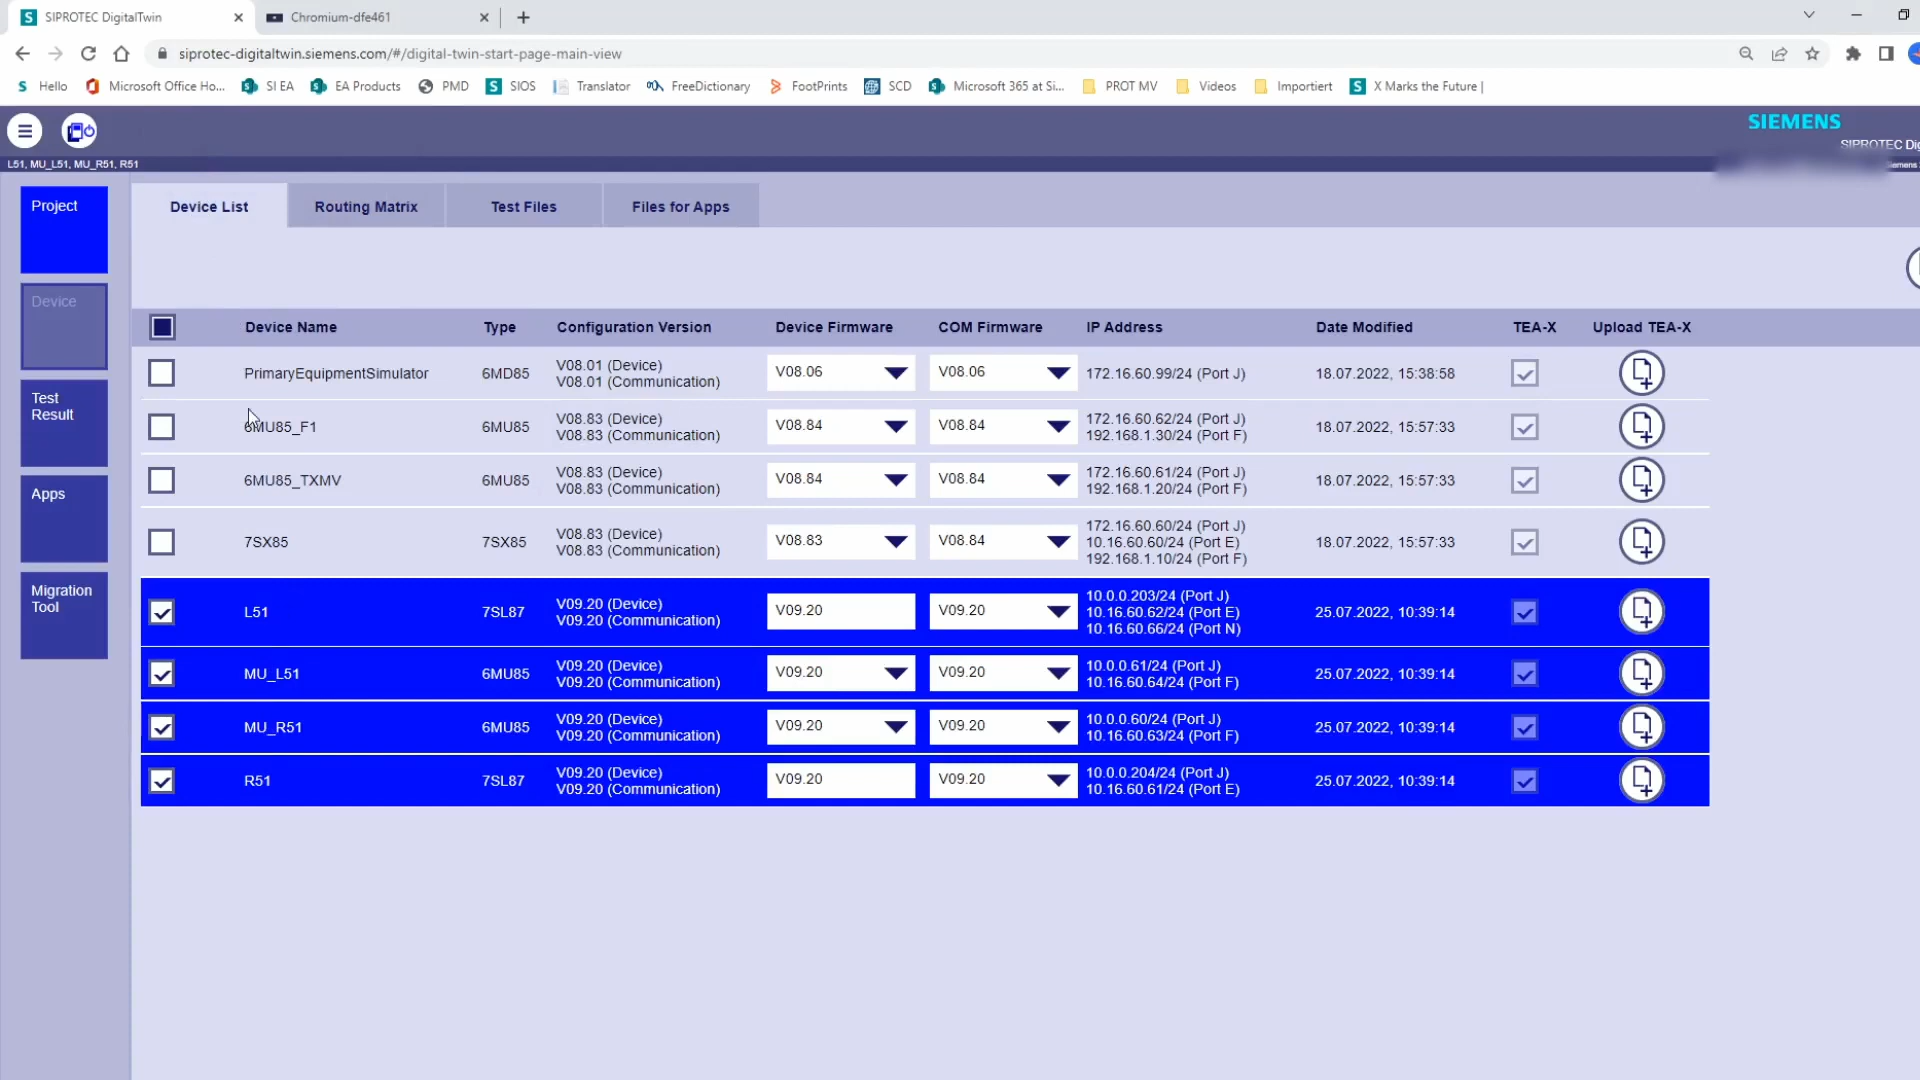 SIPROTEC DigitalTwin
Chromium-dfe461
siprotec-digitaltwin.siemens.com/#/digital-twin-start-page-main-view
Hello
Microsoft Office Ho...
SI EA
EA Products
PMD
SIOS
Translator
FreeDictionary
FootPrints
SCD
Microsoft 365 at Si...
PROT MV
Videos
Importiert
X Marks the Future |
SIEMENS
SIPROTEC Dig
L51, MU_L51, MU_R51, R51
Siemens
Project
Device
Test
Result
Apps
Migration
Tool
Device List
Routing Matrix
Test Files
Files for Apps
Device Name Type Configuration Version Device Firmware COM Firmware IP Address Date Modified TEA-X Upload TEA-X
PrimaryEquipmentSimulator
6MD85
V08.01 (Device)
V08.01 (Communication)
V08.06
V08.06
172.16.60.99/24 (Port J)
18.07.2022, 15:38:58
6MU85_F1
6MU85
V08.83 (Device)
V08.83 (Communication)
V08.84
V08.84
172.16.60.62/24 (Port J)
192.168.1.30/24 (Port F)
18.07.2022, 15:57:33
6MU85_TXMV
6MU85
V08.83 (Device)
V08.83 (Communication)
V08.84
V08.84
172.16.60.61/24 (Port J)
192.168.1.20/24 (Port F)
18.07.2022, 15:57:33
7SX85
7SX85
V08.83 (Device)
V08.83 (Communication)
V08.83
V08.84
172.16.60.60/24 (Port J)
10.16.60.60/24 (Port E)
192.168.1.10/24 (Port F)
18.07.2022, 15:57:33
L51
7SL87
V09.20 (Device)
V09.20 (Communication)
V09.20
V09.20
10.0.0.203/24 (Port J)
10.16.60.62/24 (Port E)
10.16.60.66/24 (Port N)
25.07.2022, 10:39:14
MU_L51
6MU85
V09.20 (Device)
V09.20 (Communication)
V09.20
V09.20
10.0.0.61/24 (Port J)
10.16.60.64/24 (Port F)
25.07.2022, 10:39:14
MU_R51
6MU85
V09.20 (Device)
V09.20 (Communication)
V09.20
V09.20
10.0.0.60/24 (Port J)
10.16.60.63/24 (Port F)
25.07.2022, 10:39:14
R51
7SL87
V09.20 (Device)
V09.20 (Communication)
V09.20
V09.20
10.0.0.204/24 (Port J)
10.16.60.61/24 (Port E)
25.07.2022, 10:39:14